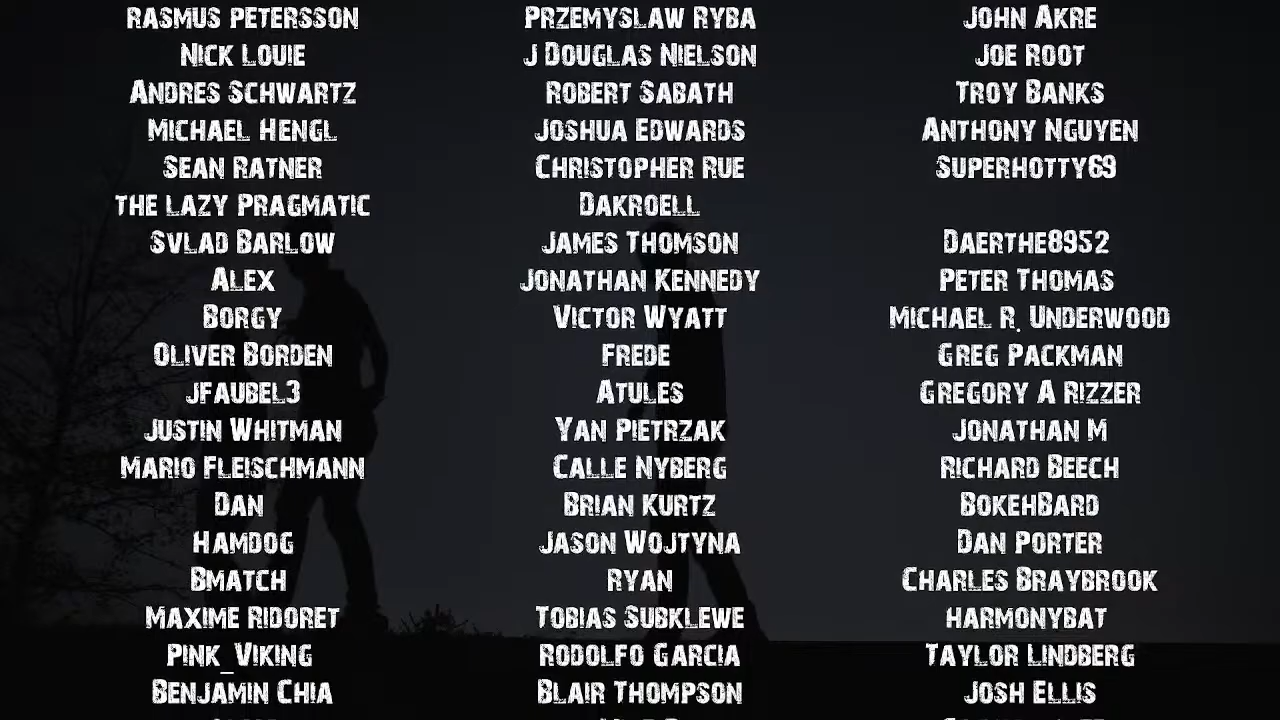 Rasmus Petersson
Nick Louie
Andres Schwartz
Michael Hengl
Sean Ratner
the lazy Pragmatic
Svlad Barlow
Alex
Borgy
Oliver Borden
jfaubel3
Justin Whitman
Mario Fleischmann
Dan
Hamdog
Bmatch
Maxime Ridoret
Pink_Viking
Benjamin Chia
Przemyslaw Ryba
J Douglas Nielson
Robert Sabath
Joshua Edwards
Christopher Rue
Dakroell
James Thomson
Jonathan Kennedy
Victor Wyatt
Frede
Atules
Yan Pietrzak
Calle Nyberg
Brian Kurtz
Jason Wojtyna
Ryan
Tobias Subklewe
Rodolfo Garcia
Blair Thompson
John Akre
Joe Root
Troy Banks
Anthony Nguyen
Superhotty69
Daerthe8952
Peter Thomas
Michael R. Underwood
Greg Packman
Gregory A Rizzer
Jonathan M
Richard Beech
BokehBard
Dan Porter
Charles Braybrook
harmonybat
Taylor Lindberg
Josh Ellis